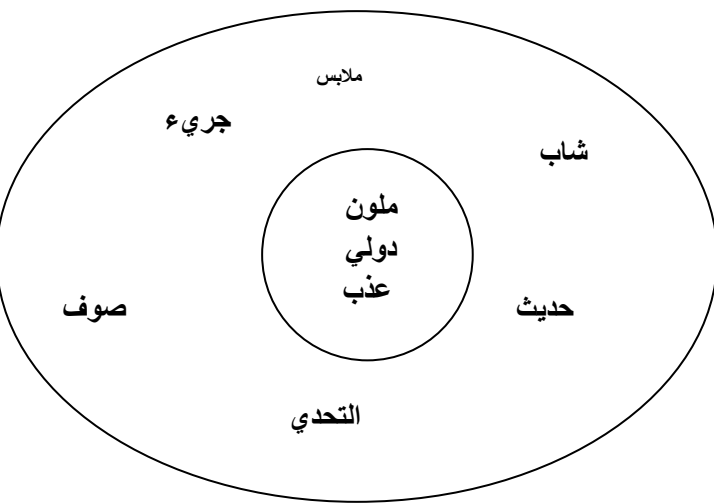 ملابس
جريء
شاب
ملون
دولي
عذب
صوف
حديث
التحدي